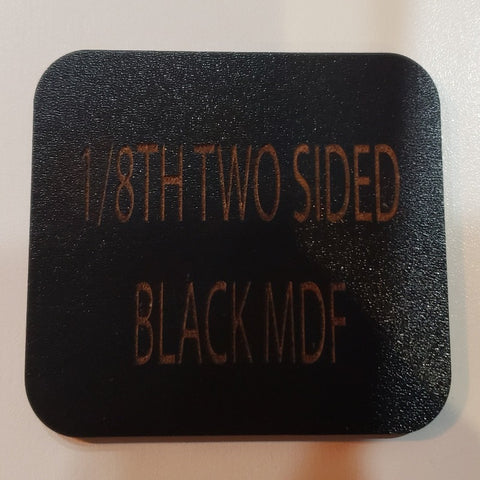 1/8TH TWO SIDED
BLACK MDF